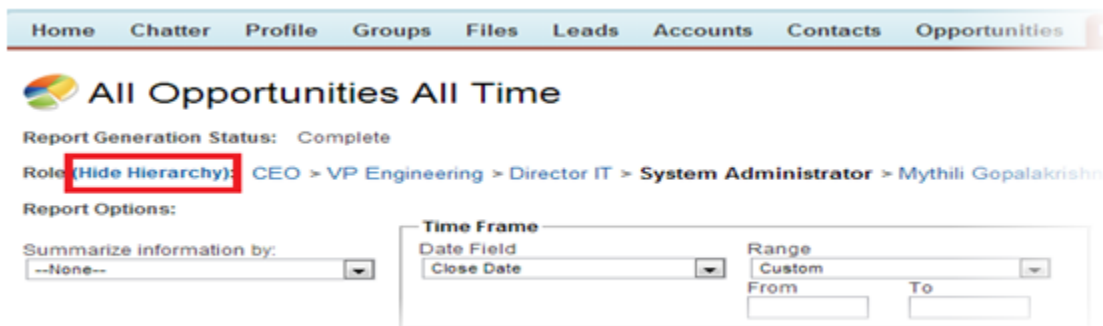 Home Chatter Profile Groups Files Leads Accounts Contacts Opportunities
All Opportunities All Time
Report Generation Status: Complete
Role (Hide Hierarchy): CEO > VP Engineering > Director IT > System Administrator > Mythili
Report Options:
Time Frame
Summarize information by: Date Field Range
--None-- Close Date Custom
From To